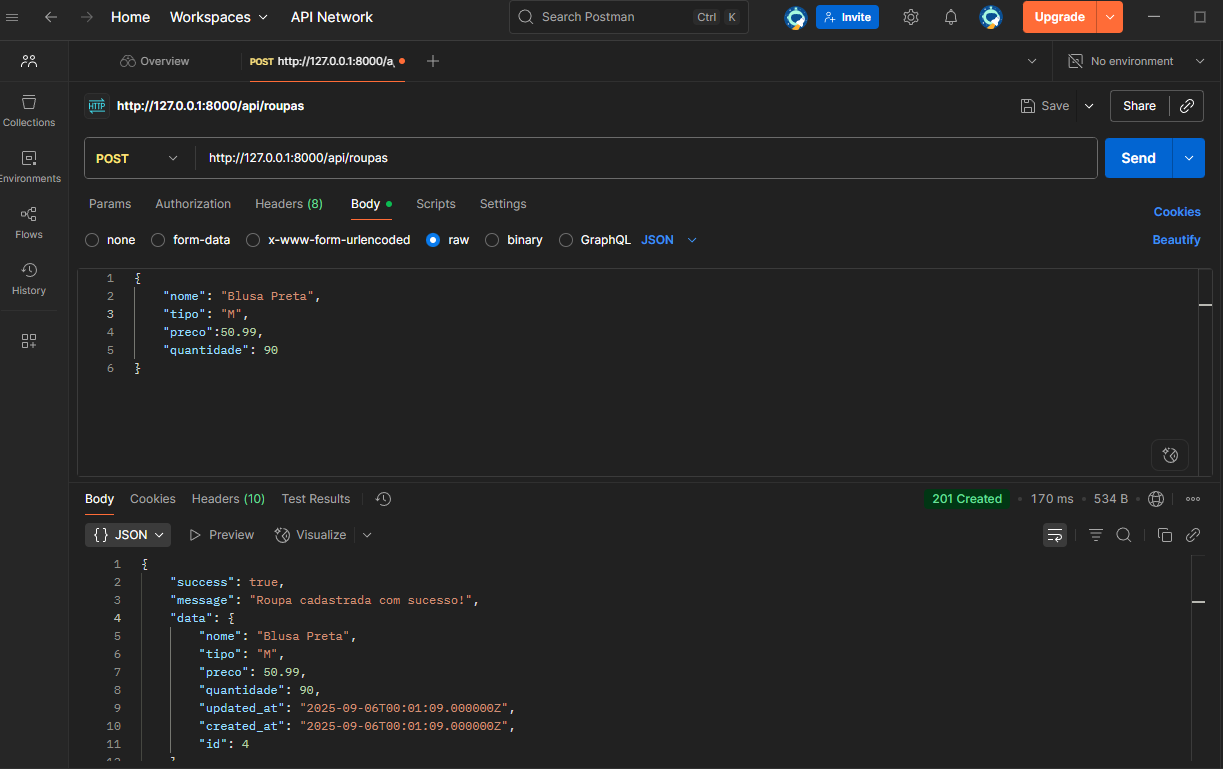 Home Workspaces API Network Search Postman Ctrl K Invite Upgrade
Overview POST http://127.0.0.1:8000/a No environment
HTTP http://127.0.0.1:8000/api/roupas Save Share
Collections
POST http://127.0.0.1:8000/api/roupas Send
Environments
Params Authorization Headers (8) Body Scripts Settings Cookies
Flows
none form-data x-www-form-urlencoded raw binary GraphQL JSON Beautify
History
1 {
2 "nome": "Blusa Preta",
3 "tipo": "M",
4 "preco":50.99,
5 "quantidade": 90
6 }
Body Cookies Headers (10) Test Results 201 Created 170 ms 534 B
{} JSON Preview Visualize
1 {
2 "success": true,
3 "message": "Roupa cadastrada com sucesso!",
4 "data": {
5 "nome": "Blusa Preta",
6 "tipo": "M",
7 "preco": 50.99,
8 "quantidade": 90,
9 "updated_at": "2025-09-06T00:01:09.000000Z",
10 "created_at": "2025-09-06T00:01:09.000000Z",
11 "id": 4